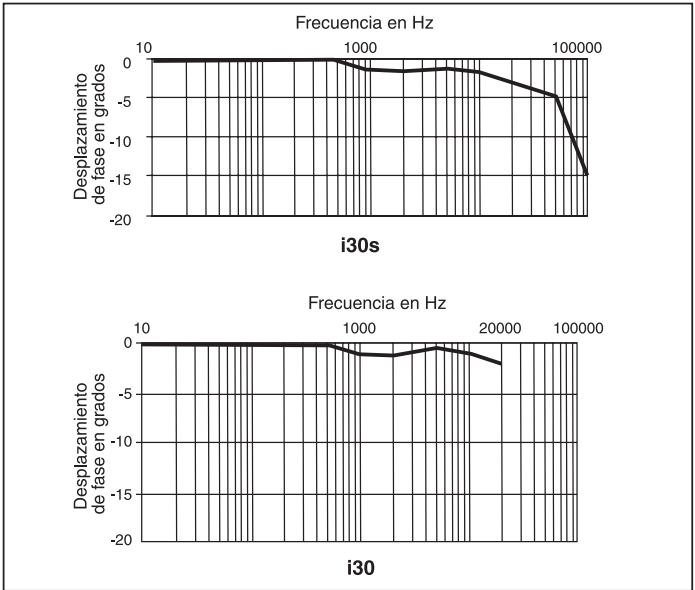 Frecuencia en Hz
10 1000 100000
Desplazamiento
de fase en grados
0
-5
-10
-15
-20
i30s
Frecuencia en Hz
10 1000 20000 100000
Desplazamiento
de fase en grados
0
-5
-10
-15
-20
i30